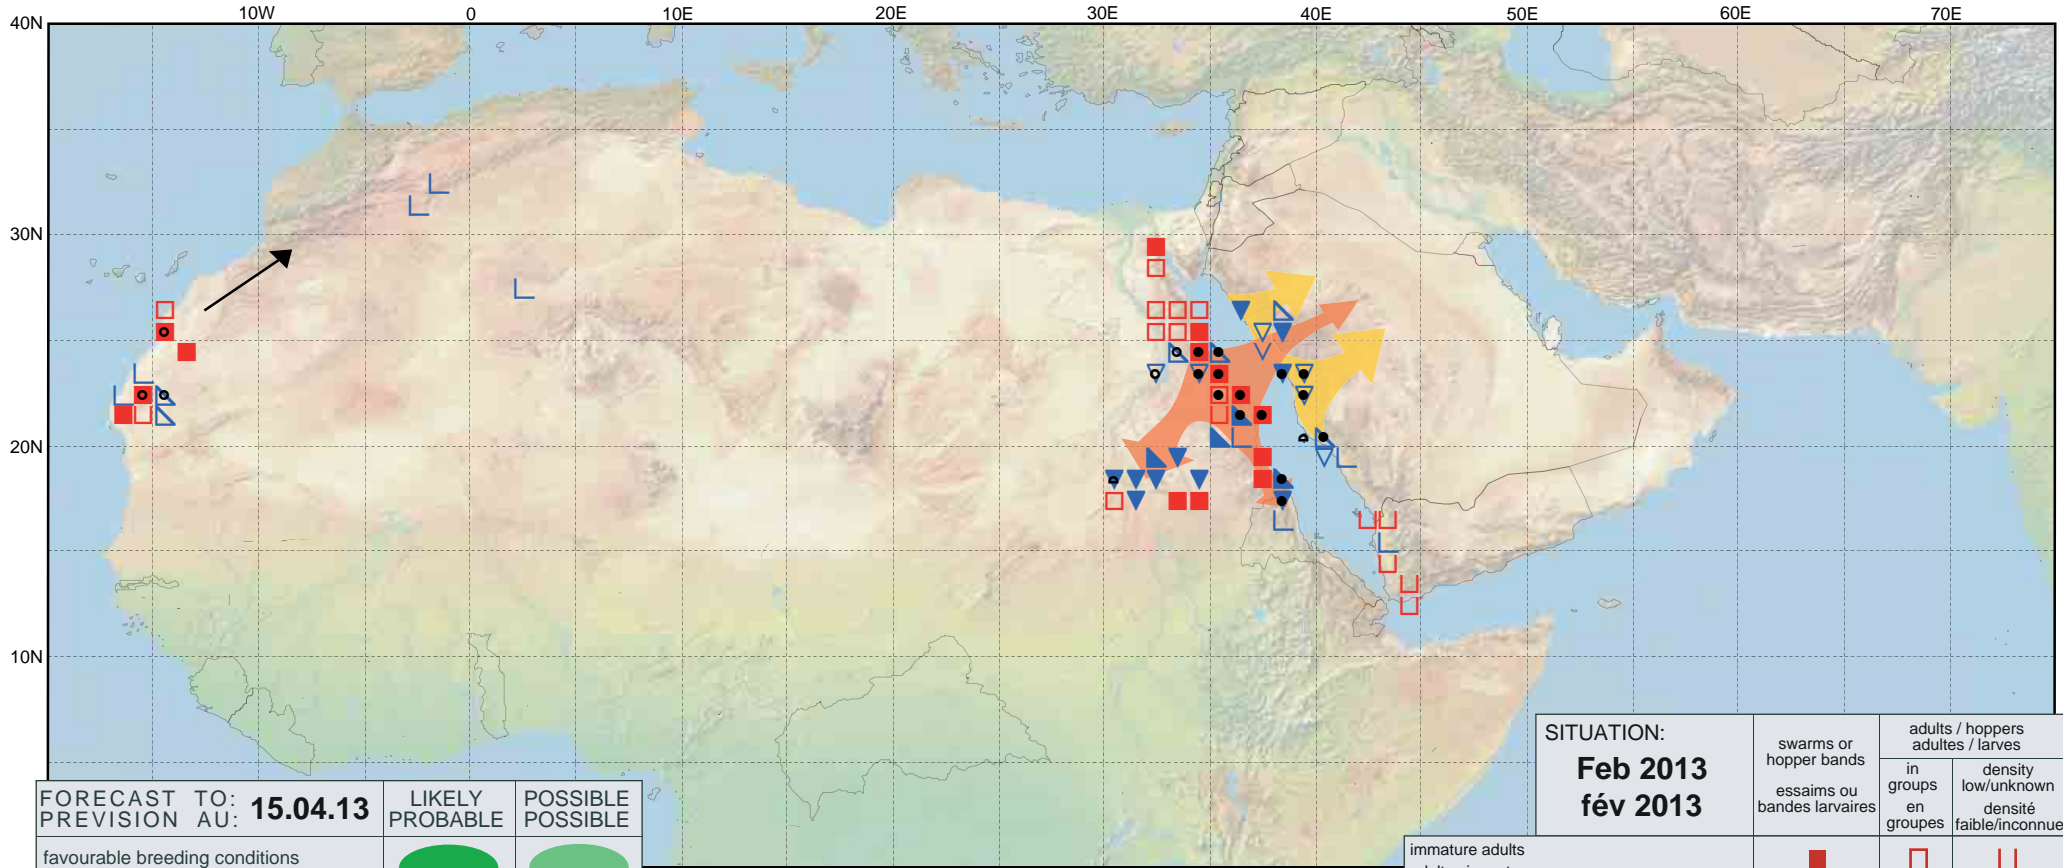 10W 0 10E 20E 30E 40E 50E 60E 70E
40N
30N
20N
10N
FORECAST TO:
PREVISION AU:
15.04.13
LIKELY
PROBABLE
POSSIBLE
POSSIBLE
favourable breeding conditions
SITUATION:
Feb 2013
fév 2013
swarms or
hopper bands
essaims ou
bandes larvaires
adults / hoppers
adultes / larves
in
groups
en
groupes
density
low/unknown
densité
faible/inconnue
immature adults